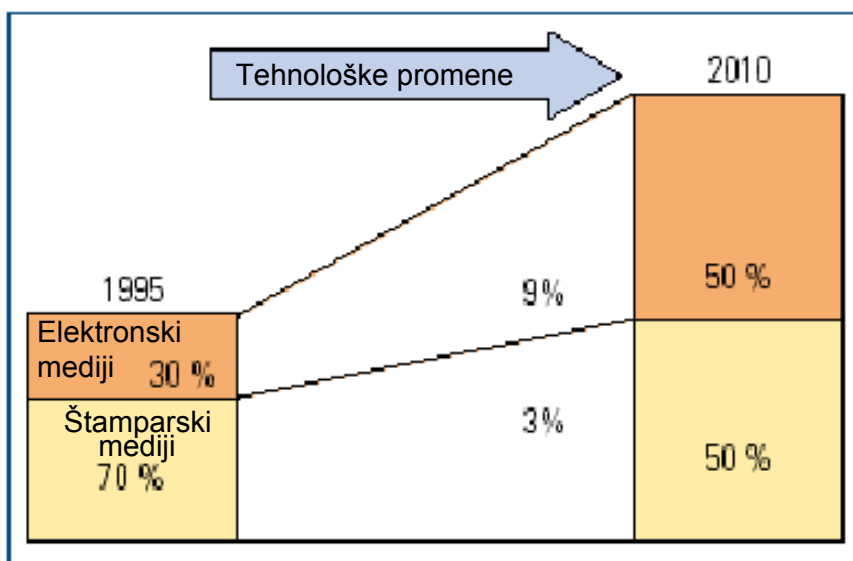 Tehnološke promene
2010
1995
Elektronski
mediji 30 %
Štamparski
mediji
70 %
9%
3%
50 %
50 %